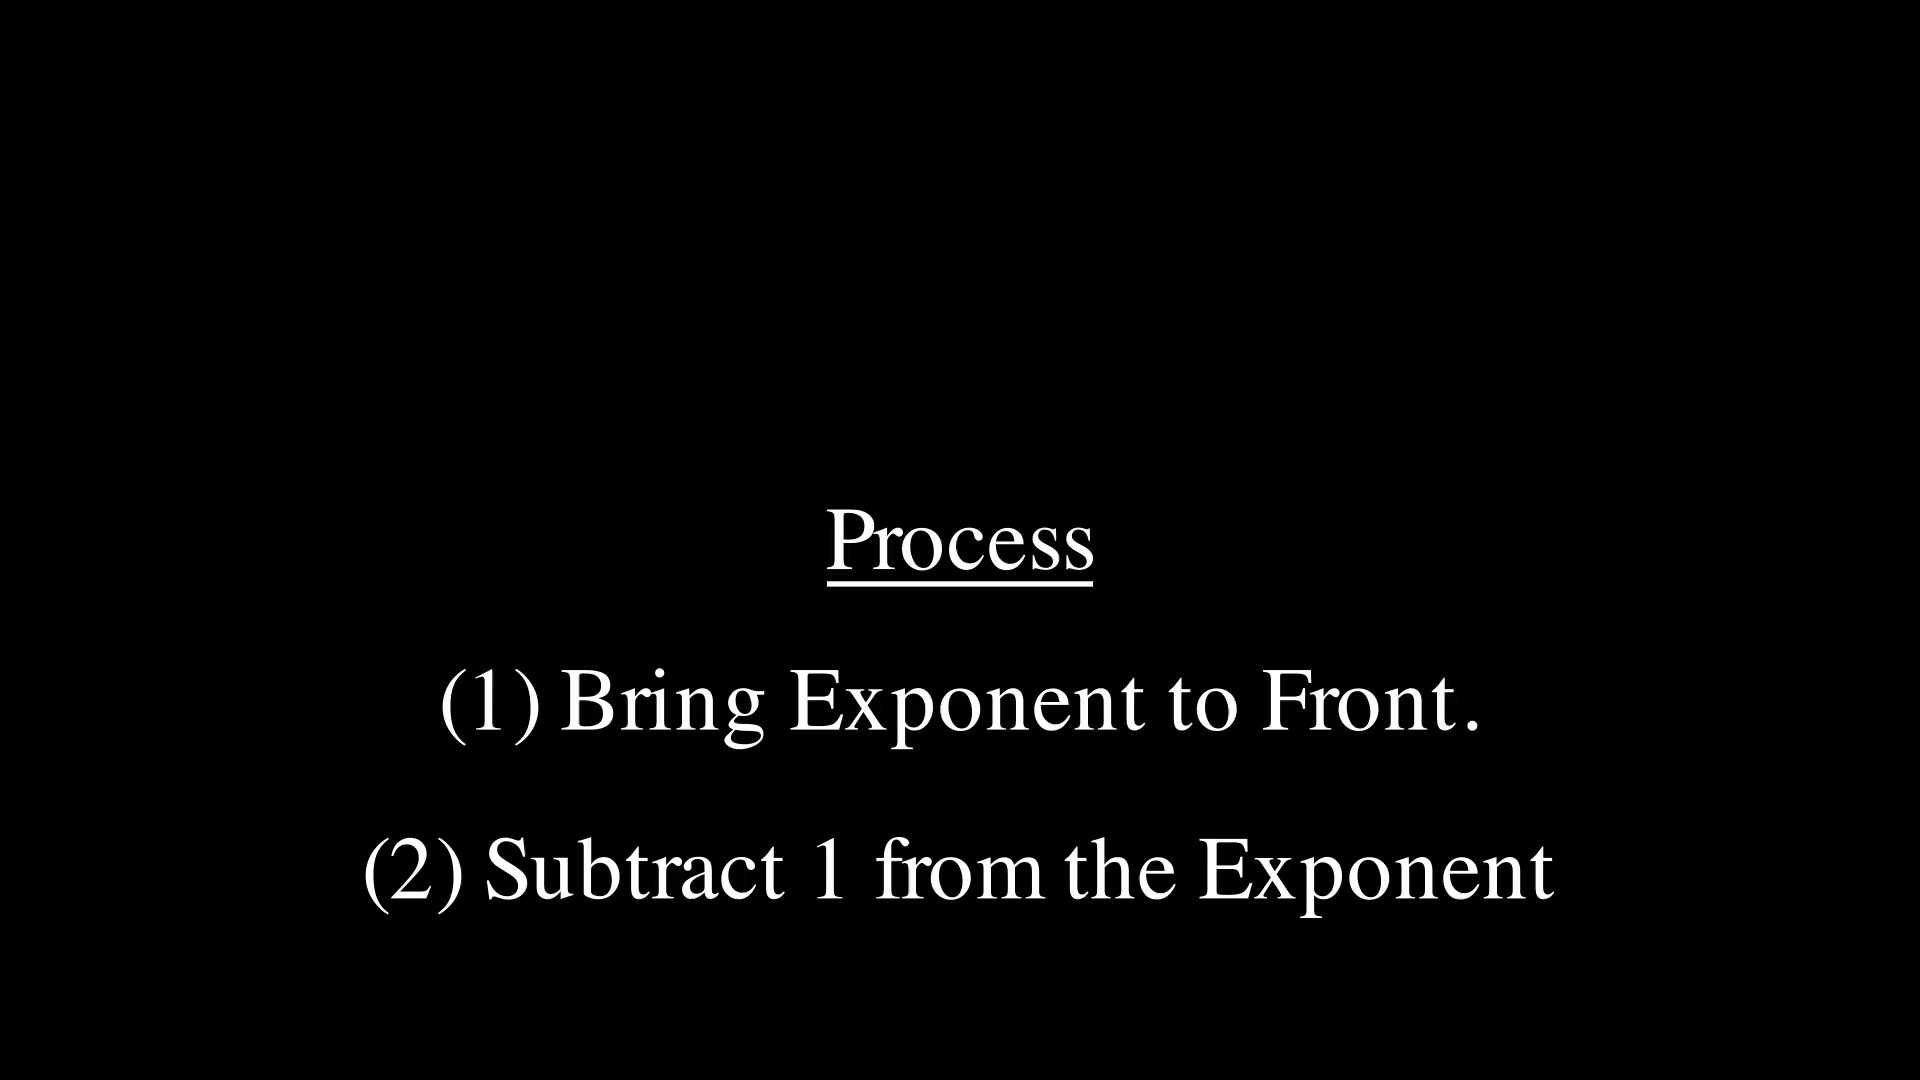 Process
(1) Bring Exponent to Front.
(2) Subtract 1 from the Exponent